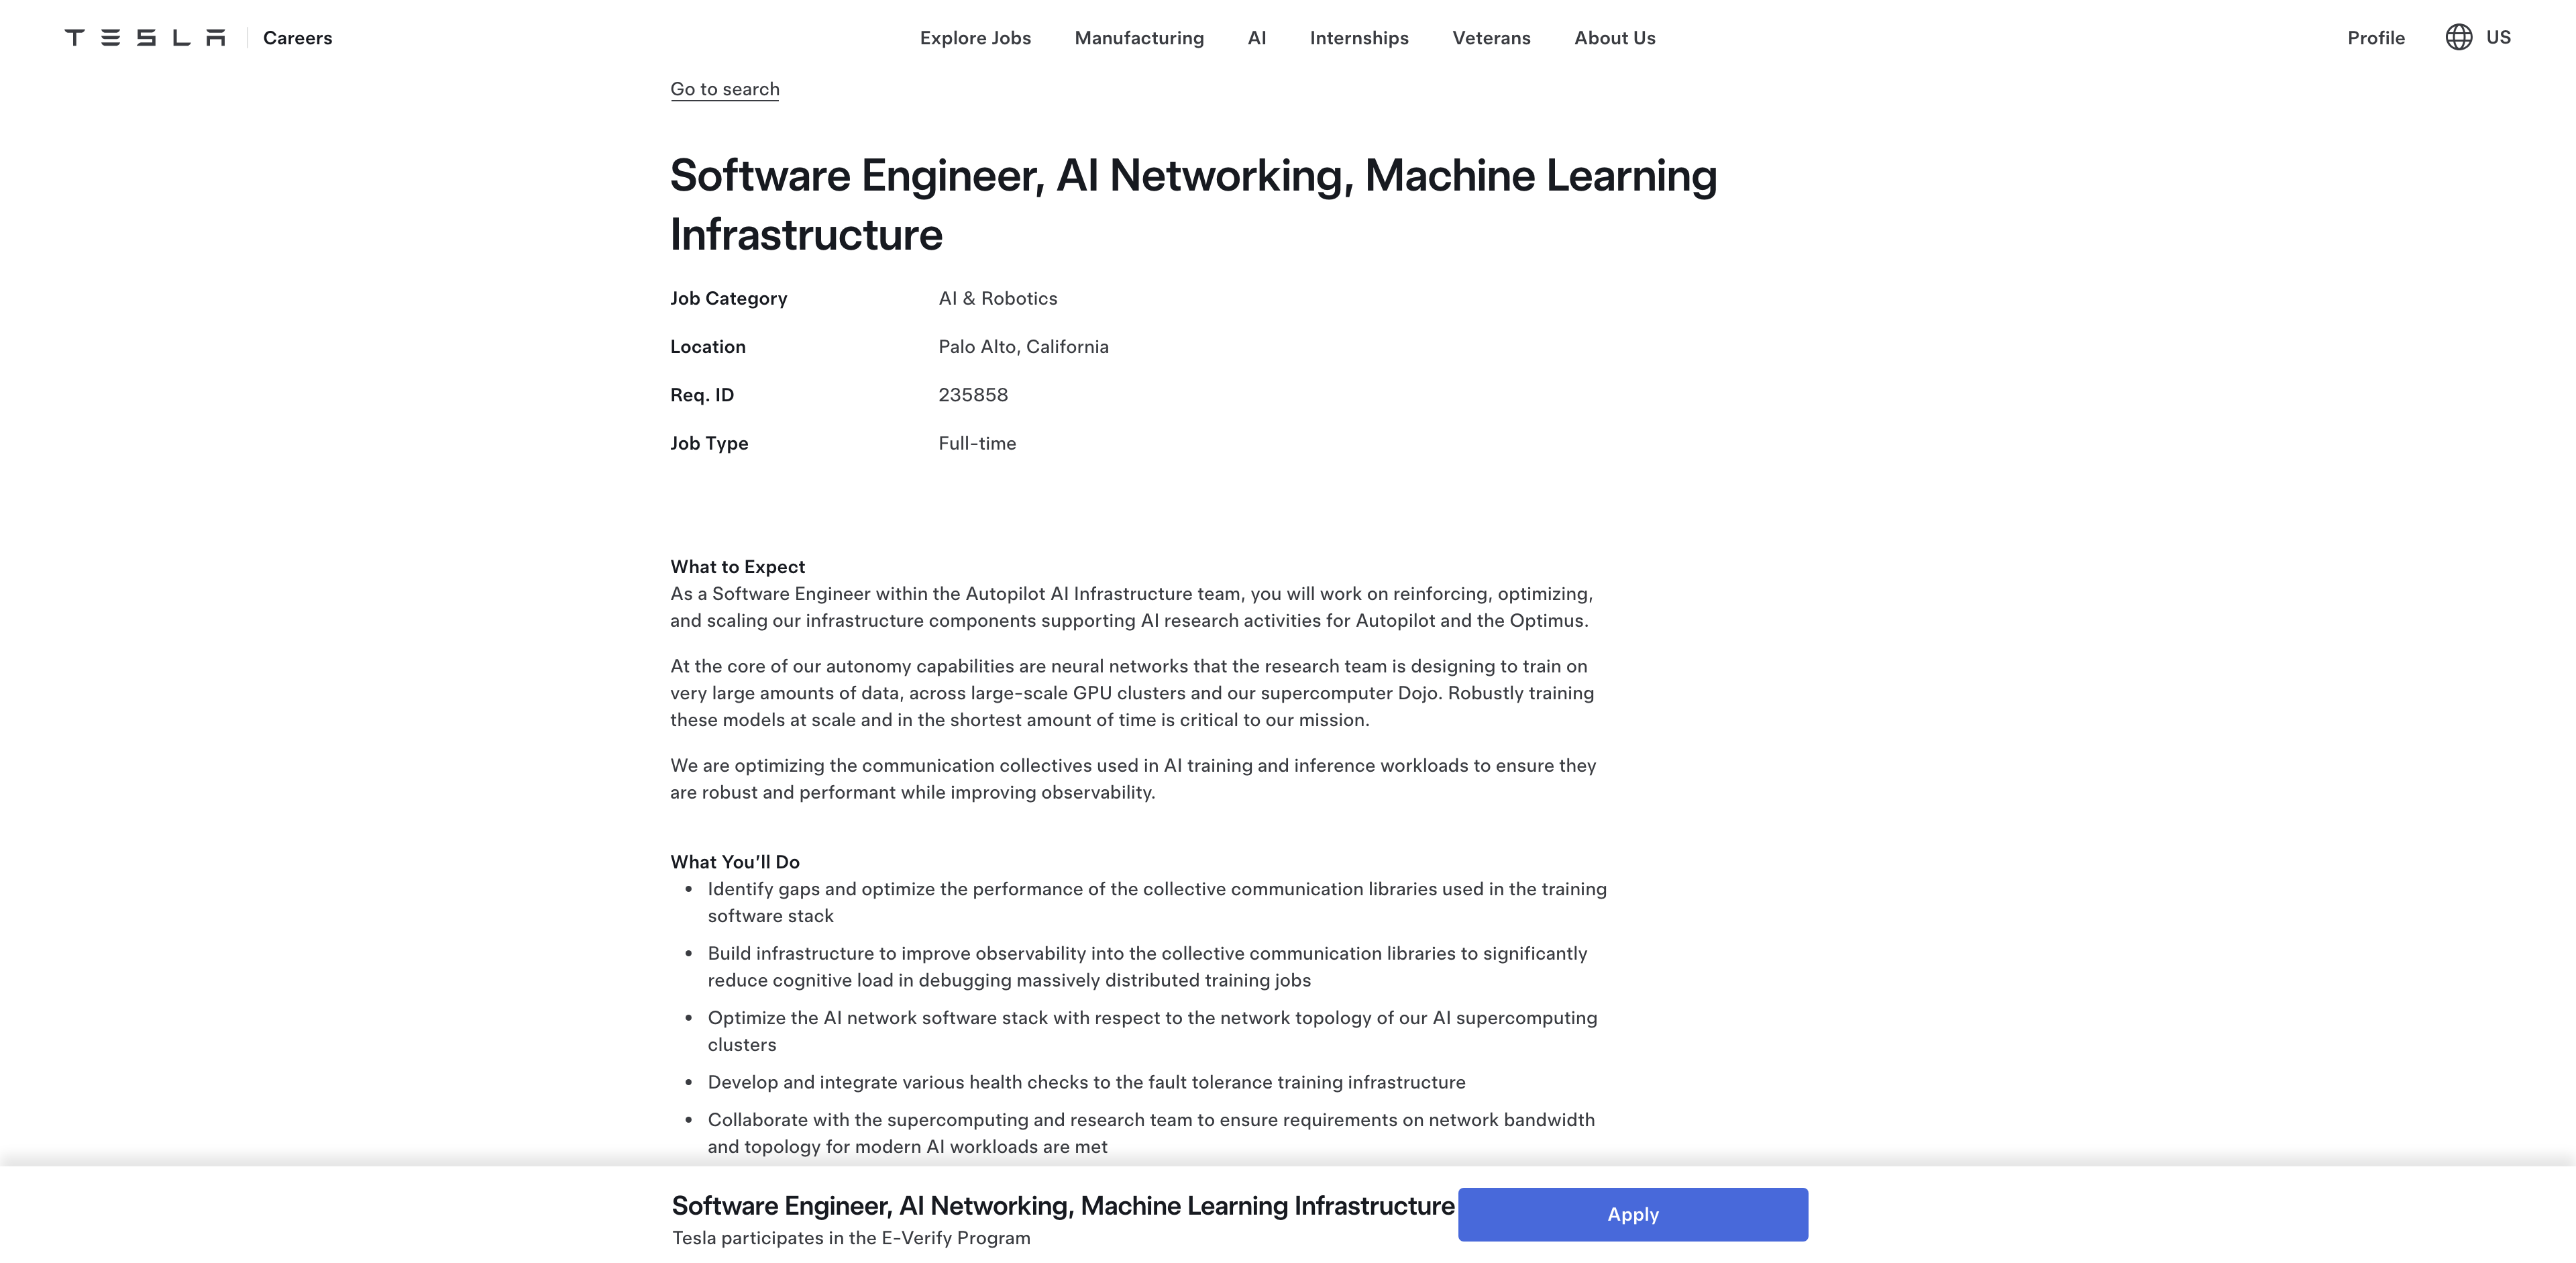 TESLA Careers Explore Jobs Manufacturing AI Internships Veterans About Us Profile US
Go to search
Software Engineer, AI Networking, Machine Learning
Infrastructure
Job Category AI & Robotics
Location Palo Alto, California
Req. ID 235858
Job Type Full-time
What to Expect
As a Software Engineer within the Autopilot AI Infrastructure team, you will work on reinforcing, optimizing,
and scaling our infrastructure components supporting AI research activities for Autopilot and the Optimus.
At the core of our autonomy capabilities are neural networks that the research team is designing to train on
very large amounts of data, across large-scale GPU clusters and our supercomputer Dojo. Robustly training
these models at scale and in the shortest amount of time is critical to our mission.
We are optimizing the communication collectives used in AI training and inference workloads to ensure they
are robust and performant while improving observability.
What You'll Do
• Identify gaps and optimize the performance of the collective communication libraries used in the training
software stack
• Build infrastructure to improve observability into the collective communication libraries to significantly
reduce cognitive load in debugging massively distributed training jobs
• Optimize the AI network software stack with respect to the network topology of our AI supercomputing
clusters
• Develop and integrate various health checks to the fault tolerance training infrastructure
• Collaborate with the supercomputing and research team to ensure requirements on network bandwidth
and topology for modern AI workloads are met
Software Engineer, AI Networking, Machine Learning Infrastructure Apply
Tesla participates in the E-Verify Program